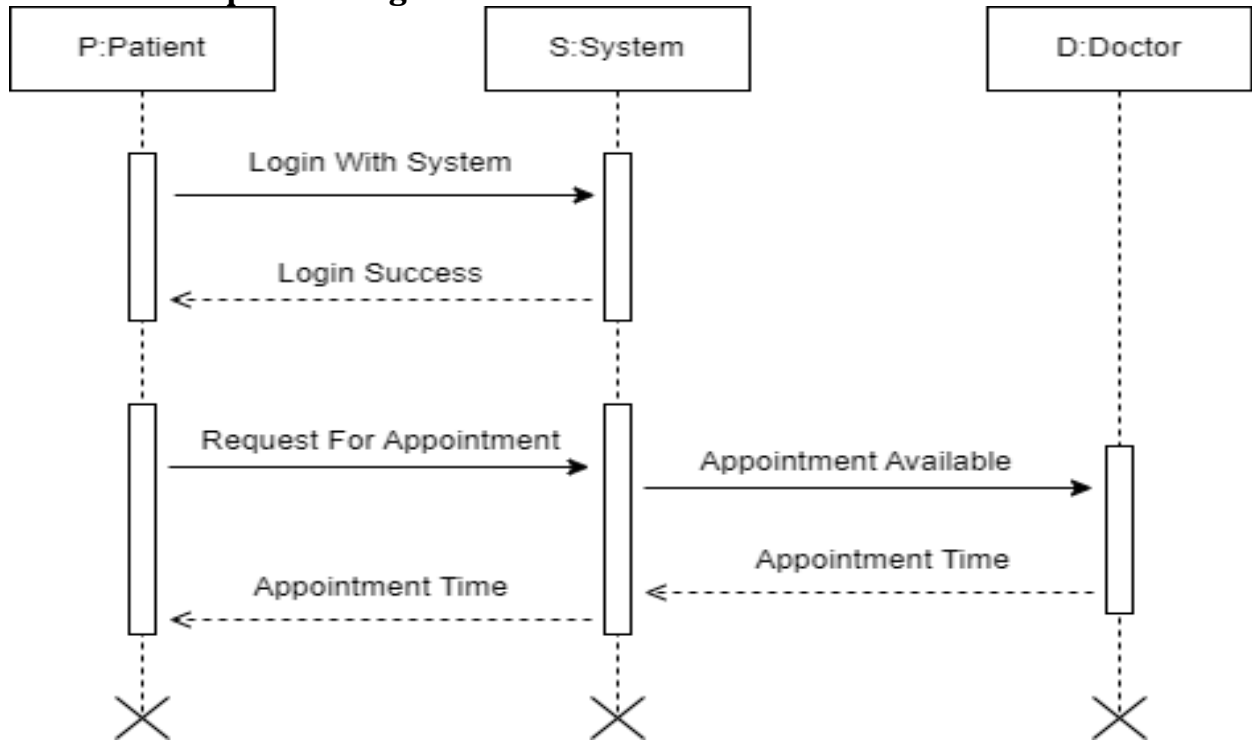 P:Patient
S:System
D:Doctor
Login With System
Login Success
Request For Appointment
Appointment Available
Appointment Time
Appointment Time